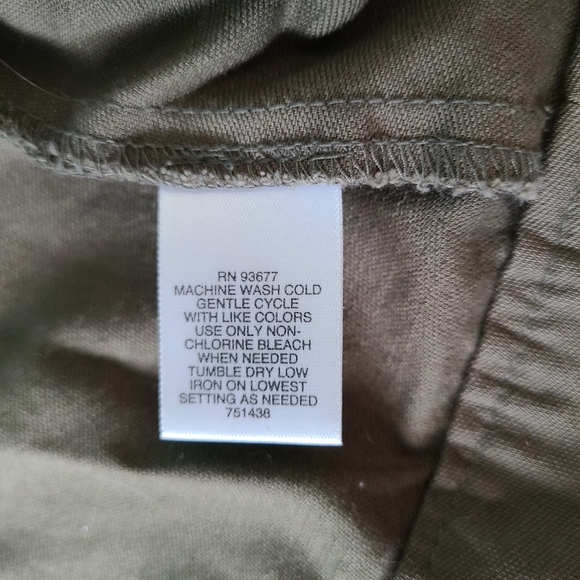 RN 93677
MACHINE WASH COLD
GENTLE CYCLE
WITH LIKE COLORS
USE ONLY NON-
CHLORINE BLEACH
WHEN NEEDED
TUMBLE DRY LOW
IRON ON LOWEST
SETTING AS NEEDED
751438